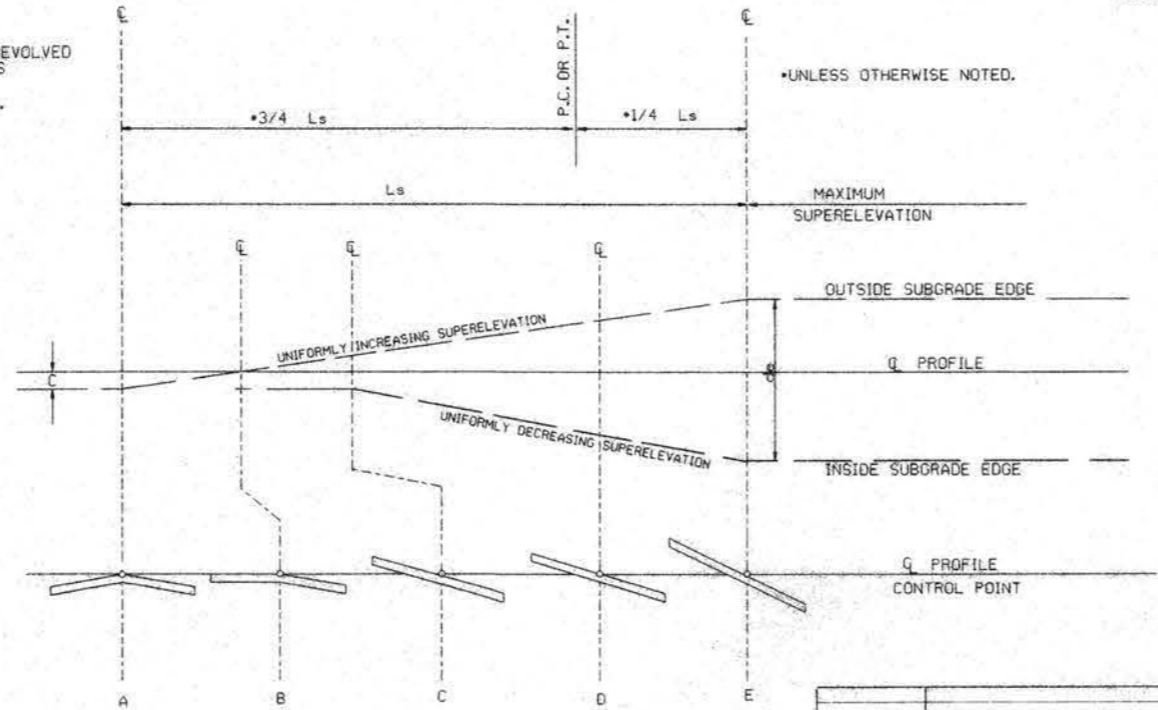 ℄
℄
EVOLVED
S
.
P.C. OR P.T.
*UNLESS OTHERWISE NOTED.
*3/4 Ls
*1/4 Ls
Ls
MAXIMUM
SUPERELEVATION
℄
℄
℄
OUTSIDE SUBGRADE EDGE
UNIFORMLY INCREASING SUPERELEVATION
℄ PROFILE
C
UNIFORMLY DECREASING SUPERELEVATION
INSIDE SUBGRADE EDGE
℄ PROFILE
CONTROL POINT
A
B
C
D
E